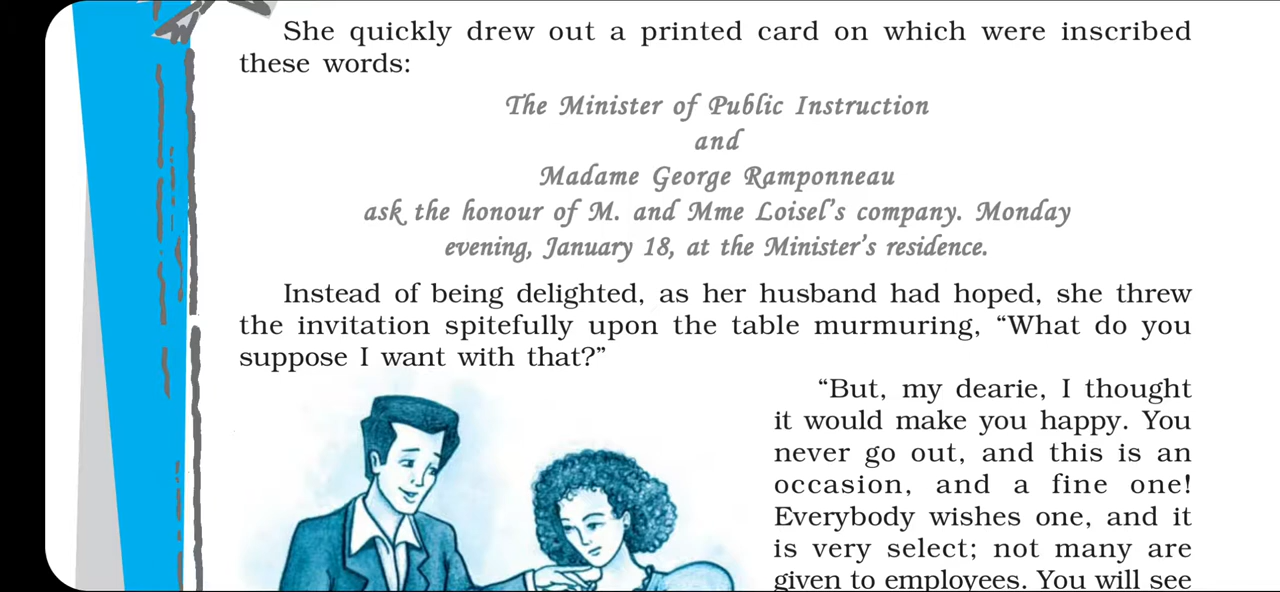 She quickly drew out a printed card on which were inscribed
these words:
The Minister of Public Instruction
and
Madame George Ramponneau
ask the honour of M. and Mme Loisel's company. Monday
evening, January 18, at the Minister's residence.
Instead of being delighted, as her husband had hoped, she threw
the invitation spitefully upon the table murmuring, “What do you
suppose I want with that?”
“But, my dearie, I thought
it would make you happy. You
never go out, and this is an
occasion, and a fine one!
Everybody wishes one, and it
is very select; not many are
given to employees. You will see